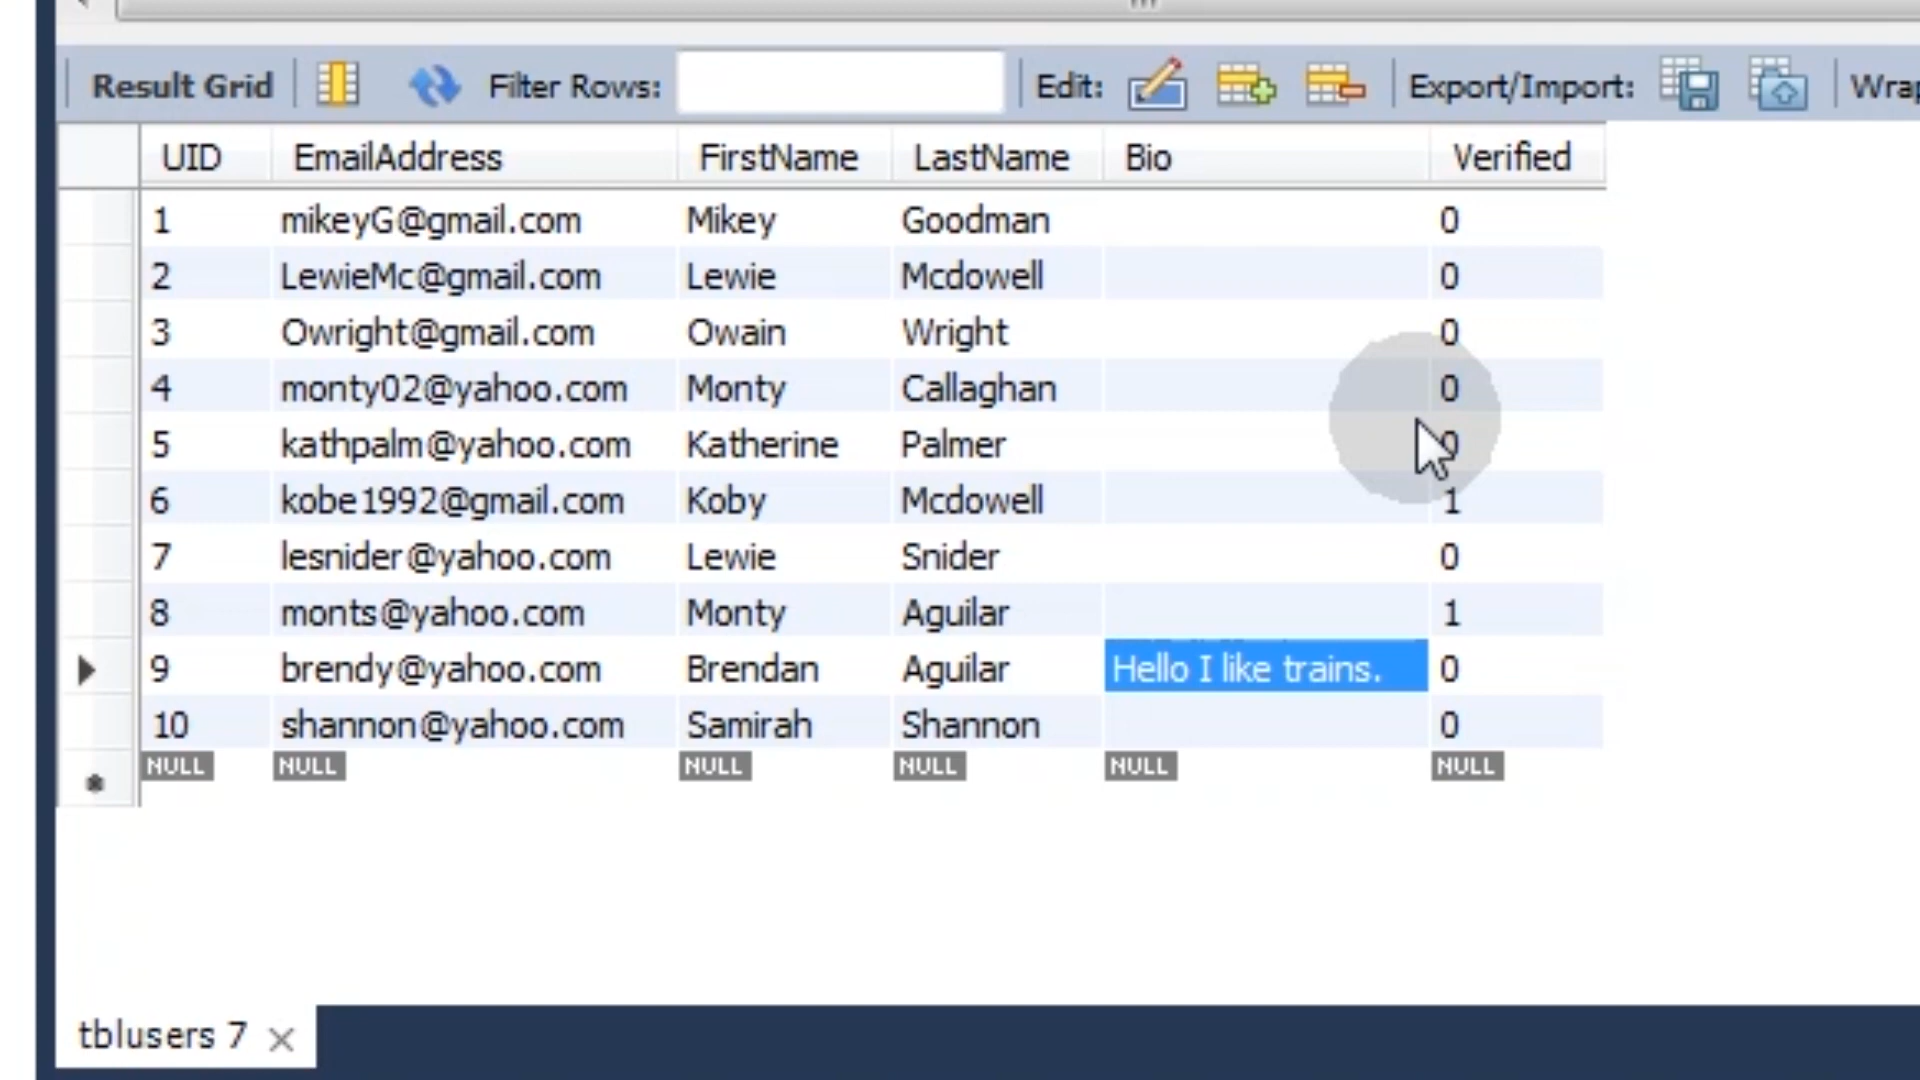 Result Grid Filter Rows: Edit: Export/Import: Wrap
UID EmailAddress FirstName LastName Bio Verified
1 mikeyG@gmail.com Mikey Goodman 0
2 LewieMc@gmail.com Lewie Mcdowell 0
3 Owright@gmail.com Owain Wright 0
4 monty02@yahoo.com Monty Callaghan 0
5 kathpalm@yahoo.com Katherine Palmer 0
6 kobe1992@gmail.com Koby Mcdowell 1
7 lesnider@yahoo.com Lewie Snider 0
8 monts@yahoo.com Monty Aguilar 1
9 brendy@yahoo.com Brendan Aguilar Hello I like trains. 0
10 shannon@yahoo.com Samirah Shannon 0
NULL NULL NULL NULL NULL NULL
tblusers 7